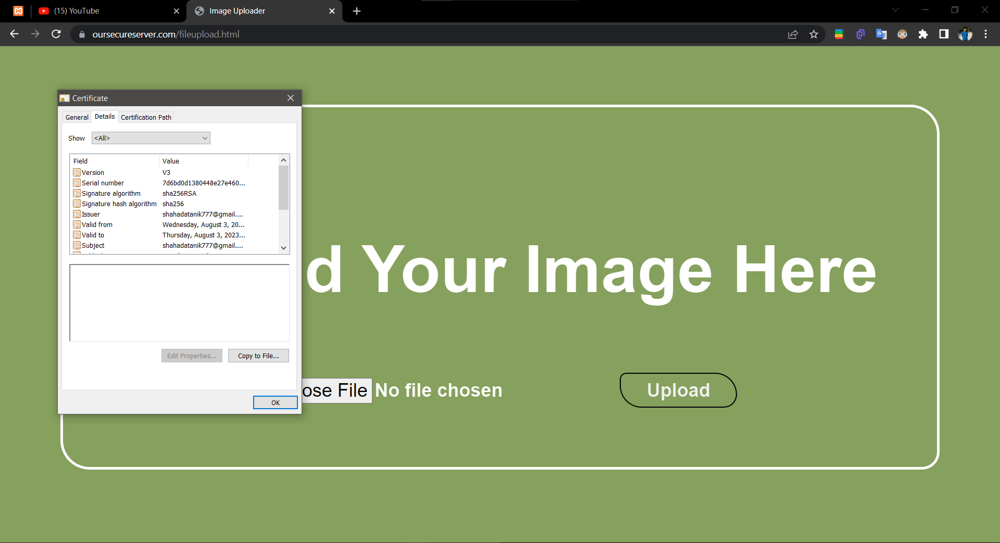 (15) YouTube
Image Uploader
oursecureserver.com/fileupload.html
Certificate
General Details Certification Path
Show <All>
Field Value
Version V3
Serial number 7d6bd0d1380448e27e460...
Signature algorithm sha256RSA
Signature hash algorithm sha256
Issuer shahadatanik777@gmail....
Valid from Wednesday, August 3, 20...
Valid to Thursday, August 3, 2023...
Subject shahadatanik777@gmail....
d Your Image Here
Edit Properties... Copy to File...
ose File No file chosen Upload
OK